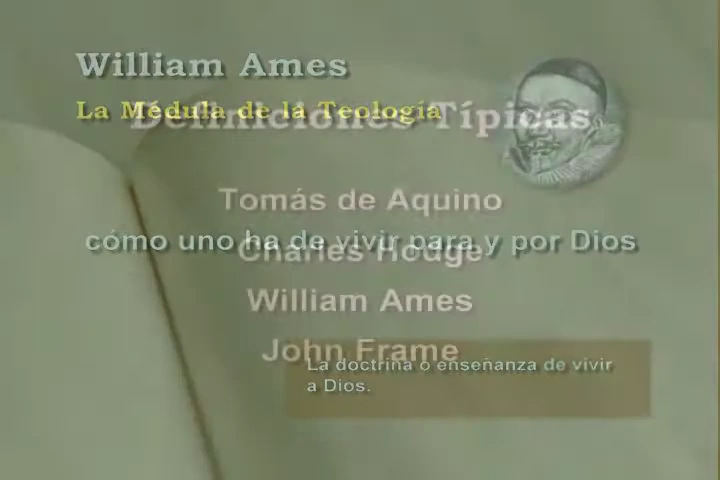 William Ames
La Médula de la Teología
Definiciones Típicas
Tomás de Aquino
cómo uno ha de vivir para y por Dios
Charles Hodge
William Ames
John Frame
La doctrina o enseñanza de vivir
a Dios.